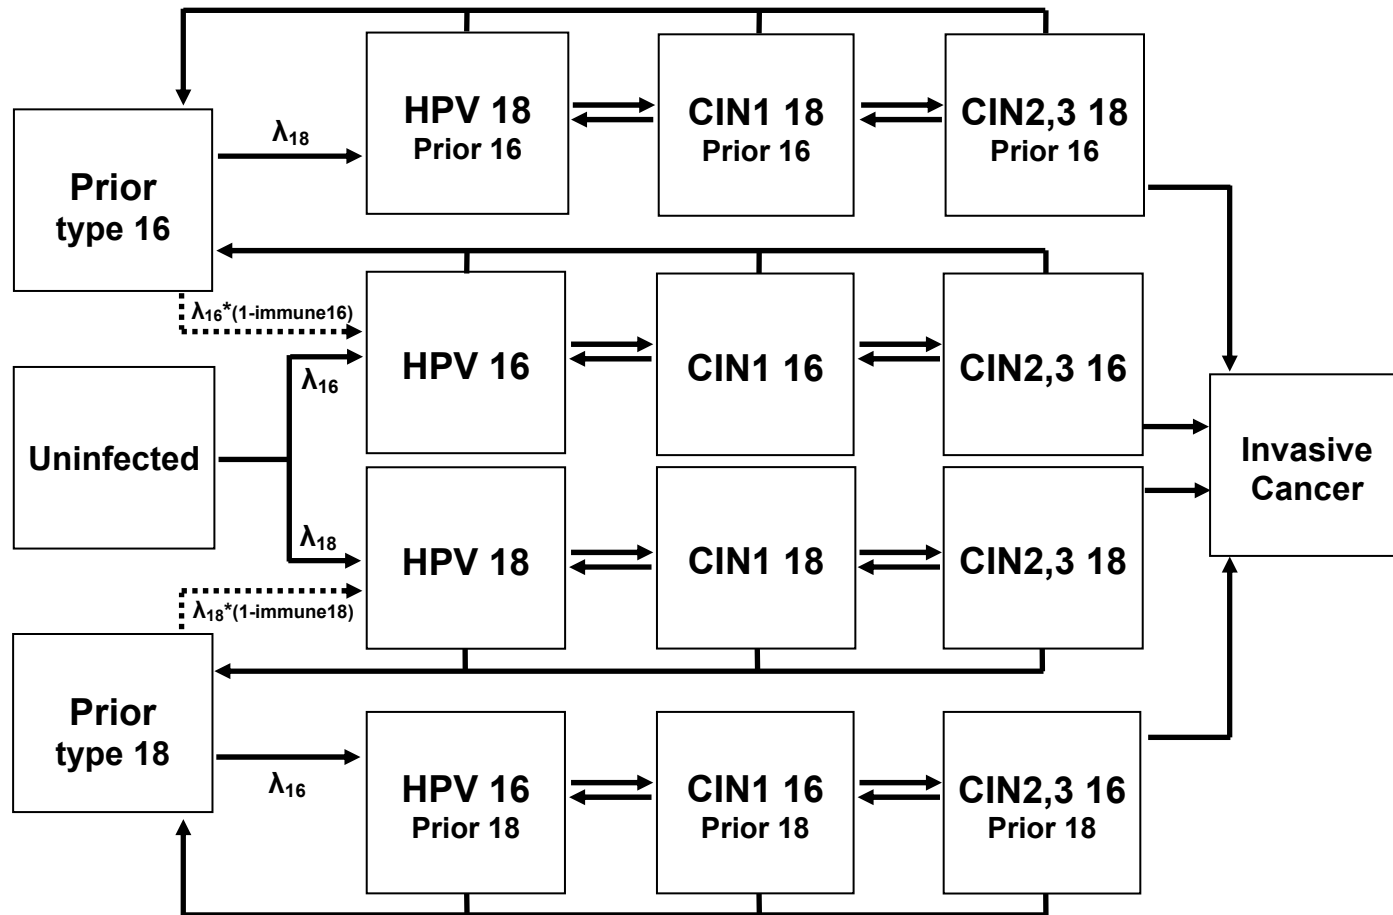 HPV 18
Prior 16
CIN1 18
Prior 16
CIN2,3 18
Prior 16
λ18
Prior
type 16
λ16*(1-immune16)
HPV 16
CIN1 16
CIN2,3 16
λ16
Uninfected
Invasive
Cancer
λ18
HPV 18
CIN1 18
CIN2,3 18
λ18*(1-immune18)
Prior
type 18
λ16
HPV 16
Prior 18
CIN1 16
Prior 18
CIN2,3 16
Prior 18